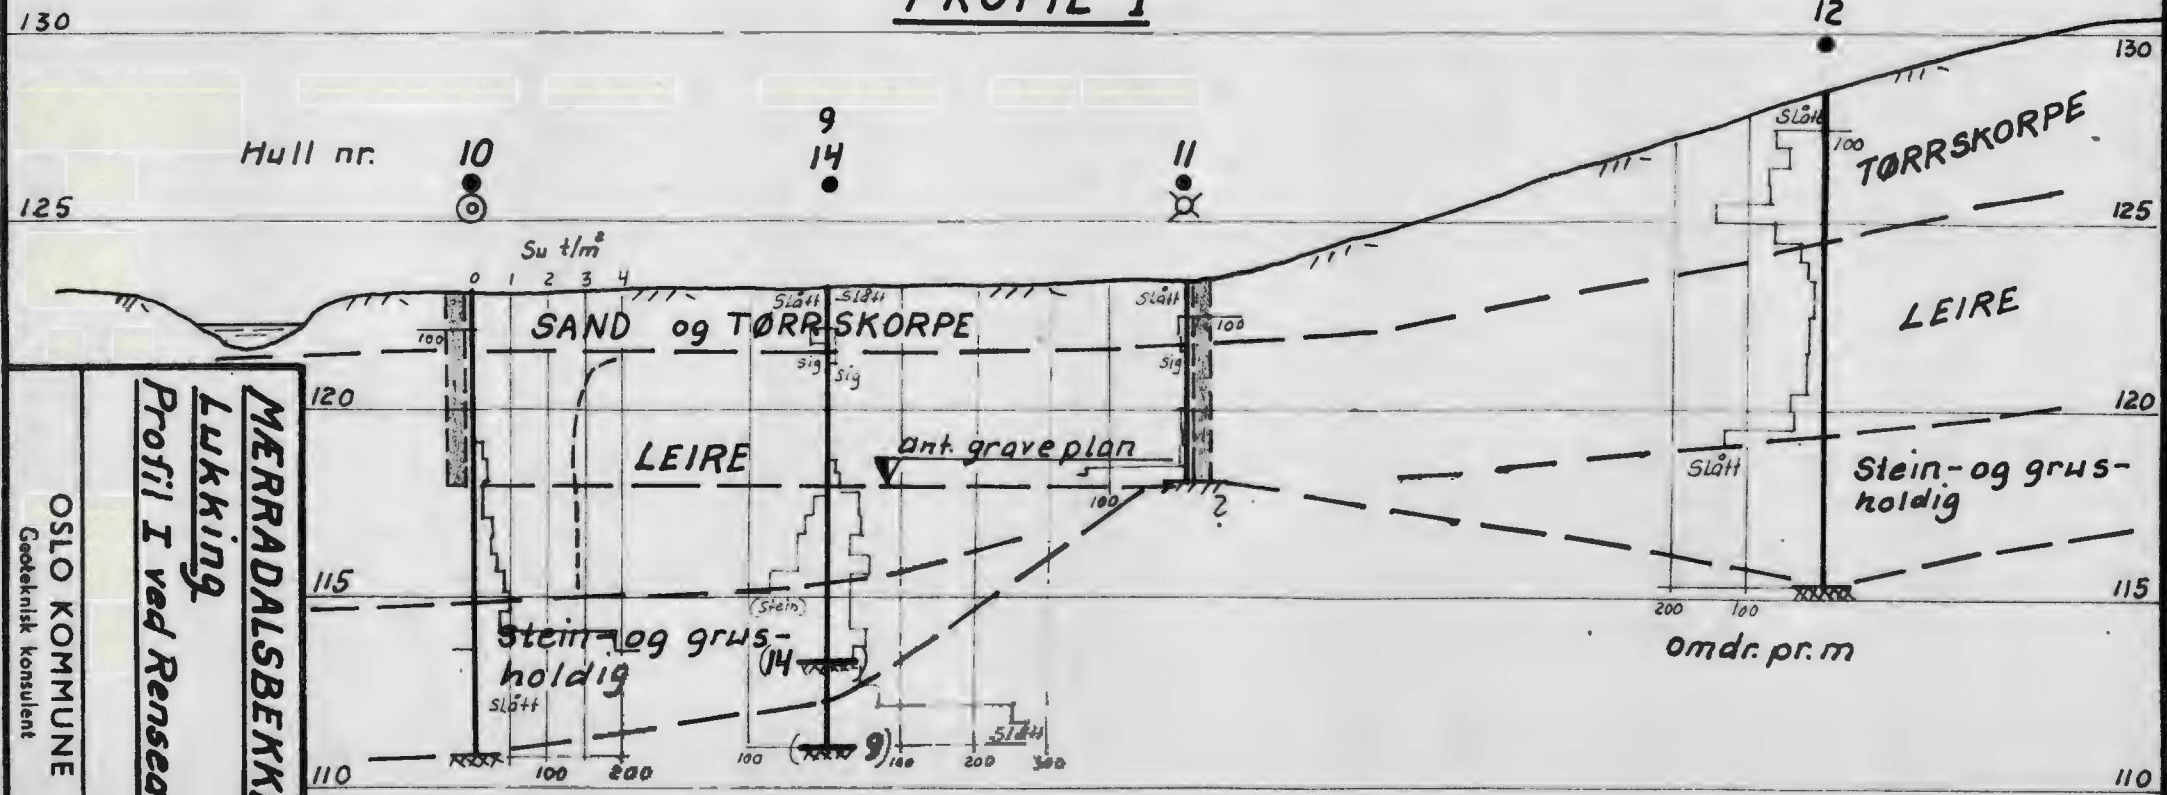 PROFIL I
130
12
130
9
Hull nr.
10
14
11
Slått
100
TØRRSKORPE
125
125
Su t/m²
0 1 2 3 4
Slått
Slått
Slått
SAND og TØRRSKORPE
100
100
LEIRE
sig
sig
sig
120
120
ant. graveplan
LEIRE
100
?
Slått
Stein- og grus-
holdig
115
(Stein)
115
200 100
omdr. pr. m
Stein- og grus-
holdig
(14)
Slått
Slått
(9)
100 200
100
100 200 300
110
110
MÆRRADALSBEKK
Lukking
Profil I ved Rensea
OSLO KOMMUNE
Geoteknisk konsulent